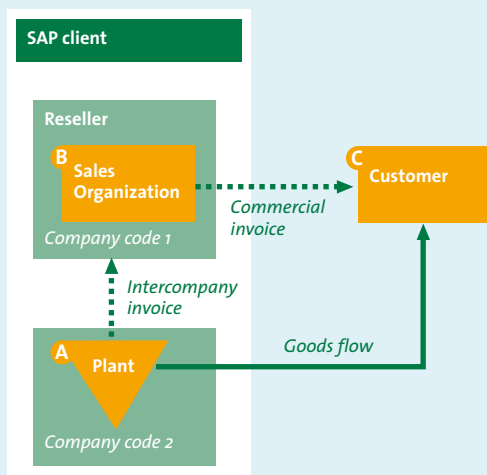 SAP client
Reseller
B
Sales
Organization
Company code 1
C
Customer
Commercial
invoice
Intercompany
invoice
A
Plant
Company code 2
Goods flow